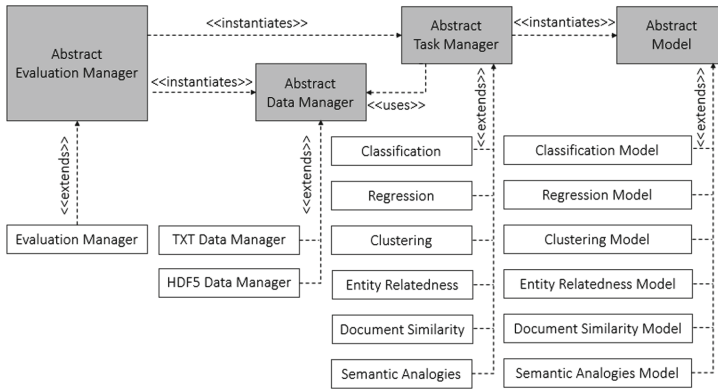 <<instantiates>>
<<instantiates>>
Abstract
Evaluation Manager
Abstract
Task Manager
Abstract
Model
<<instantiates>>
Abstract
Data Manager
<<uses>>
<<extends>>
<<extends>>
<<extends>>
<<extends>>
Classification
Classification Model
Regression
Regression Model
Evaluation Manager
TXT Data Manager
Clustering
Clustering Model
HDF5 Data Manager
Entity Relatedness
Entity Relatedness Model
Document Similarity
Document Similarity Model
Semantic Analogies
Semantic Analogies Model